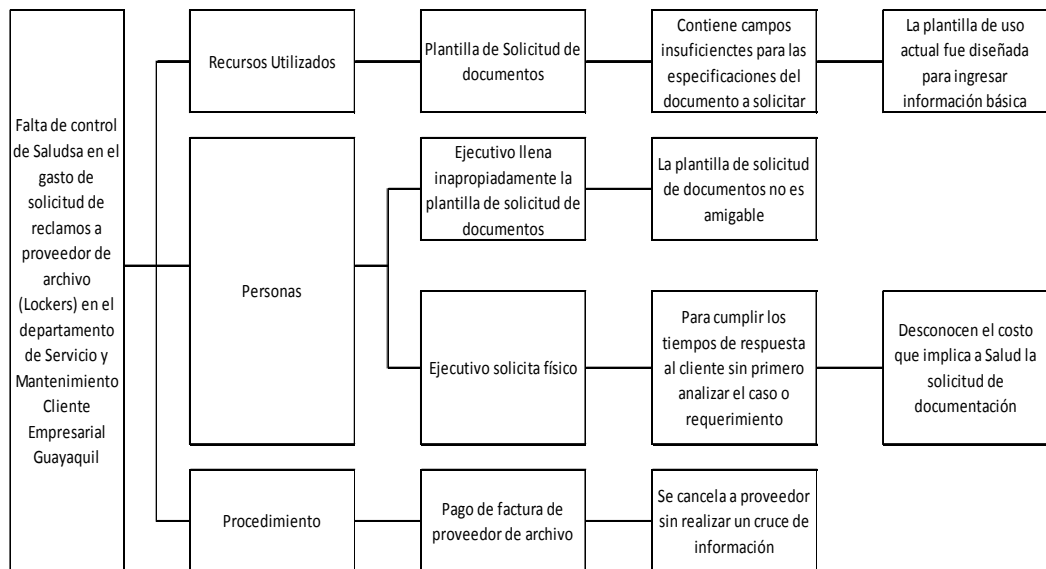 Falta de control
de Saludsa en el
gasto de
solicitud de
reclamos a
proveedor de
archivo
(Lockers) en el
departamento
de Servicio y
Mantenimiento
Cliente
Empresarial
Guayaquil
Recursos Utilizados
Plantilla de Solicitud de
documentos
Contiene campos
insuficienctes para las
especificaciones del
documento a solicitar
La plantilla de uso
actual fue diseñada
para ingresar
información básica
Personas
Ejecutivo llena
inapropiadamente la
plantilla de solicitud de
documentos
La plantilla de solicitud
de documentos no es
amigable
Ejecutivo solicita físico
Para cumplir los
tiempos de respuesta
al cliente sin primero
analizar el caso o
requerimiento
Desconocen el costo
que implica a Salud la
solicitud de
documentación
Procedimiento
Pago de factura de
proveedor de archivo
Se cancela a proveedor
sin realizar un cruce de
información